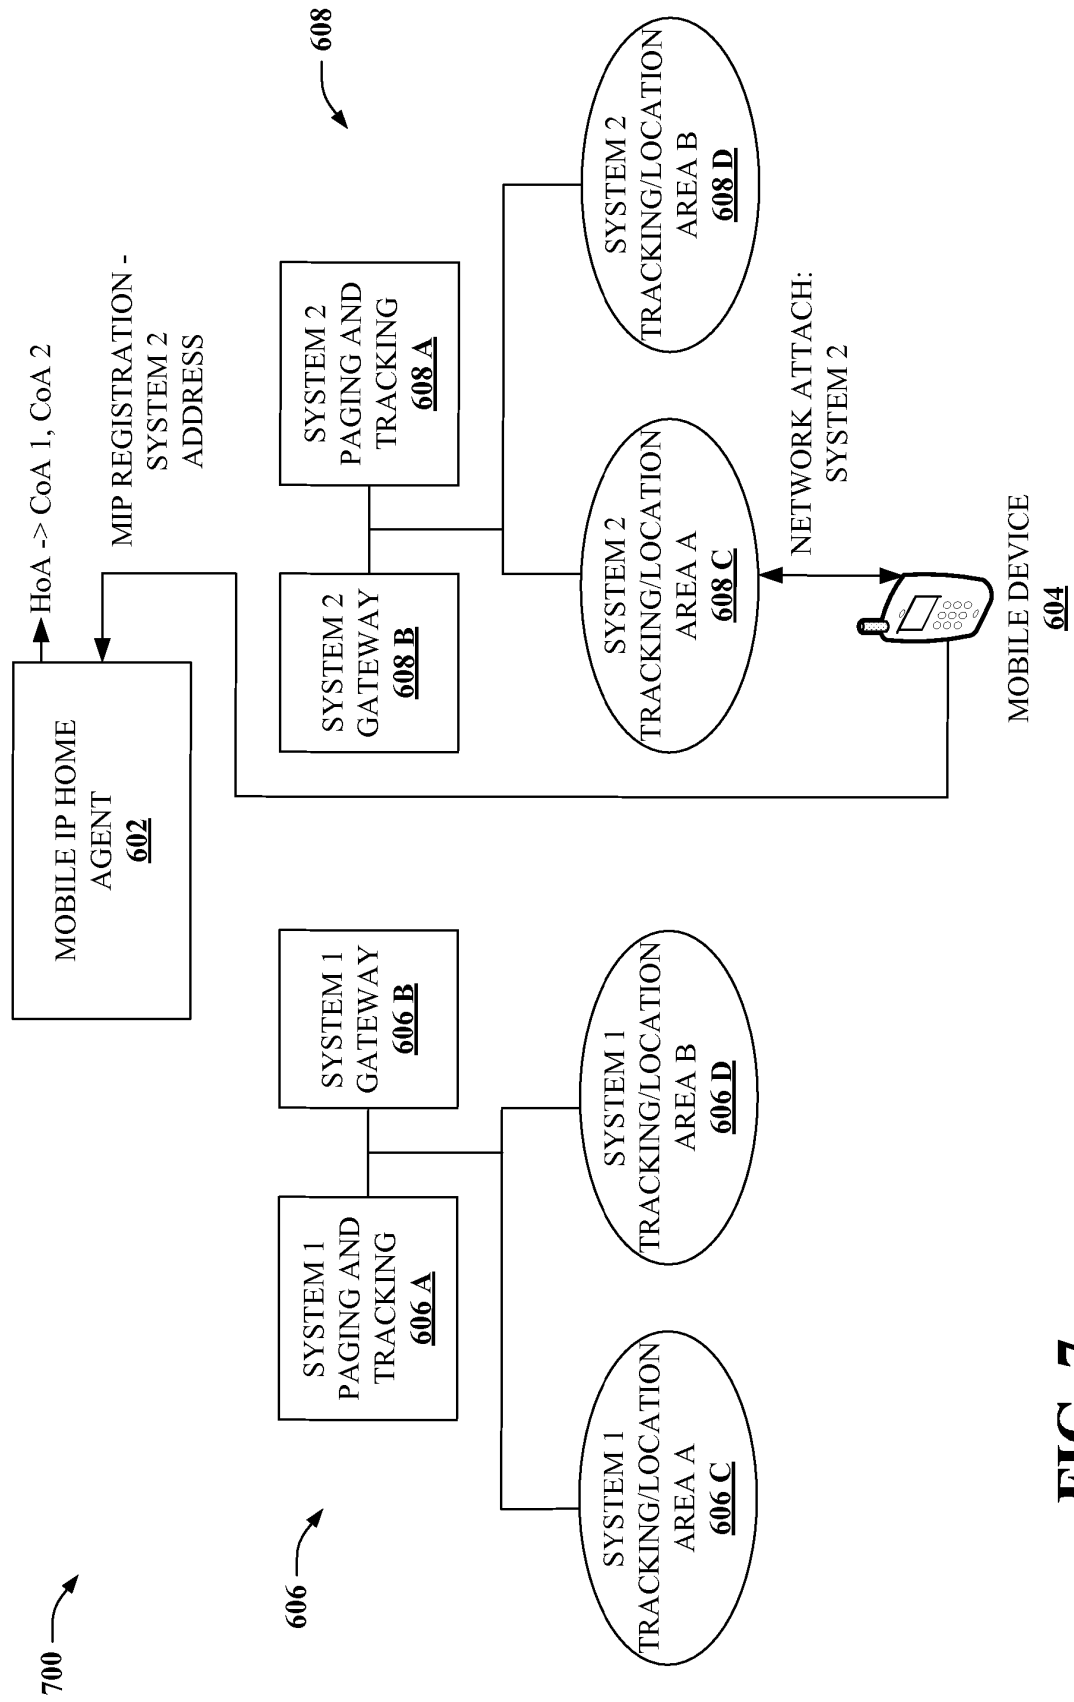 700
MOBILE IP HOME
AGENT
602
HoA -> CoA 1, CoA 2
MIP REGISTRATION -
SYSTEM 2
ADDRESS
606
608
SYSTEM 1
PAGING AND
TRACKING
606 A
SYSTEM 1
GATEWAY
606 B
SYSTEM 2
GATEWAY
608 B
SYSTEM 2
PAGING AND
TRACKING
608 A
SYSTEM 1
TRACKING/LOCATION
AREA A
606 C
SYSTEM 1
TRACKING/LOCATION
AREA B
606 D
SYSTEM 2
TRACKING/LOCATION
AREA A
608 C
SYSTEM 2
TRACKING/LOCATION
AREA B
608 D
NETWORK ATTACH:
SYSTEM 2
MOBILE DEVICE
604
FIG. 7